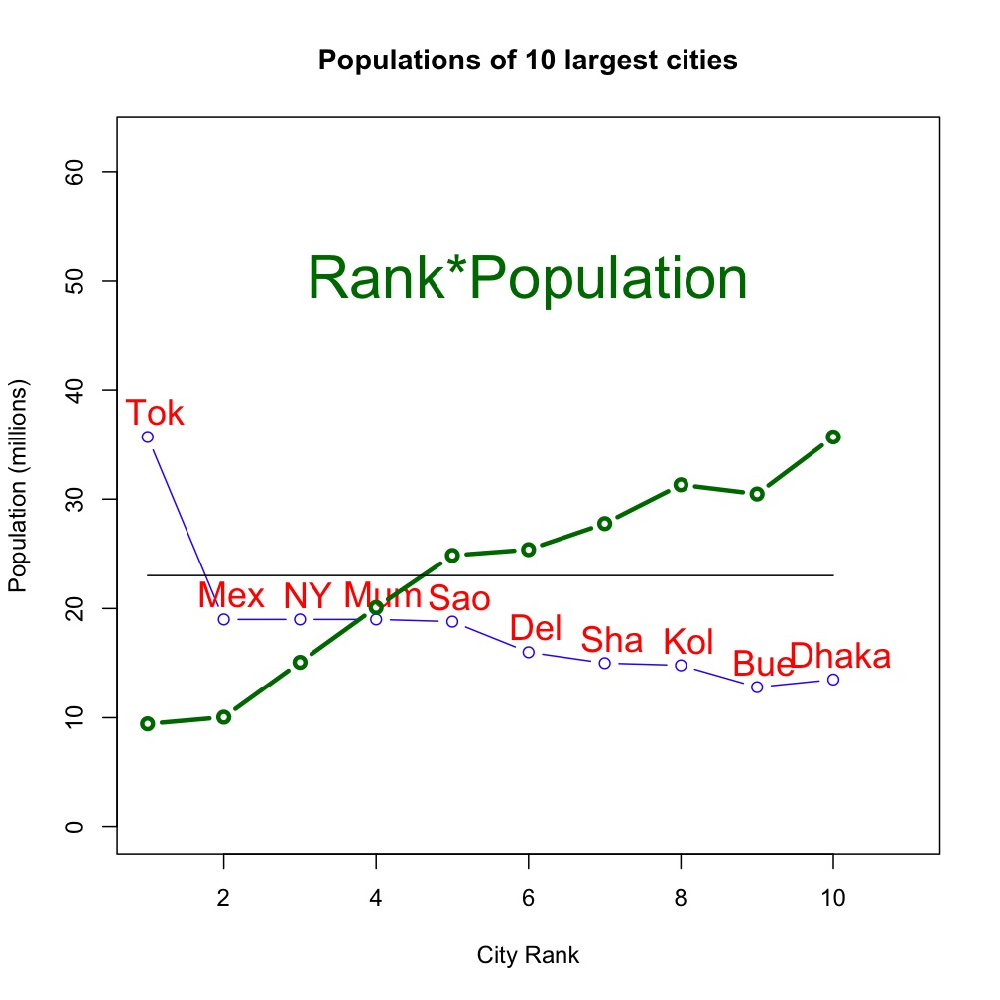 Populations of 10 largest cities
60
50
40
30
20
10
0
Population (millions)
Rank*Population
Tok
Mex
NY
Mum
Sao
Del
Sha
Kol
Bue
Dhaka
2 4 6 8 10
City Rank